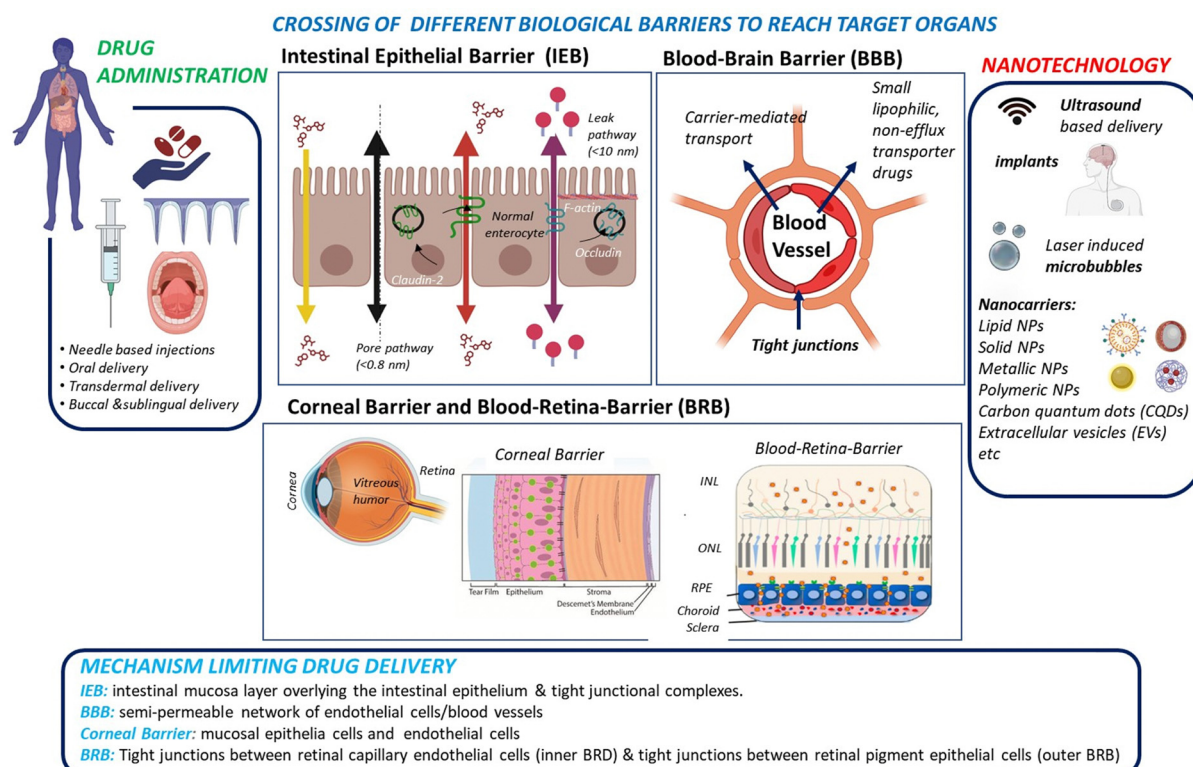 CROSSING OF DIFFERENT BIOLOGICAL BARRIERS TO REACH TARGET ORGANS
DRUG
ADMINISTRATION
• Needle based injections
• Oral delivery
• Transdermal delivery
• Buccal &sublingual delivery
Intestinal Epithelial Barrier (IEB)
Leak
pathway
(<10 nm)
F-actin
Normal
enterocyte
Occludin
Claudin-2
Pore pathway
(<0.8 nm)
Blood-Brain Barrier (BBB)
Small
lipophilic,
non-efflux
transporter
drugs
Carrier-mediated
transport
Blood
Vessel
Tight junctions
NANOTECHNOLOGY
Ultrasound
based delivery
implants
Laser induced
microbubbles
Nanocarriers:
Lipid NPs
Solid NPs
Metallic NPs
Polymeric NPs
Carbon quantum dots (CQDs)
Extracellular vesicles (EVs)
etc
Corneal Barrier and Blood-Retina-Barrier (BRB)
Cornea
Vitreous
humor
Retina
Corneal Barrier
Tear Film
Epithelium
Stroma
Descemet's Membrane
Endothelium
Blood-Retina-Barrier
INL
ONL
RPE
Choroid
Sclera
MECHANISM LIMITING DRUG DELIVERY
IEB: intestinal mucosa layer overlying the intestinal epithelium & tight junctional complexes.
BBB: semi-permeable network of endothelial cells/blood vessels
Corneal Barrier: mucosal epithelia cells and endothelial cells
BRB: Tight junctions between retinal capillary endothelial cells (inner BRD) & tight junctions between retinal pigment epithelial cells (outer BRB)